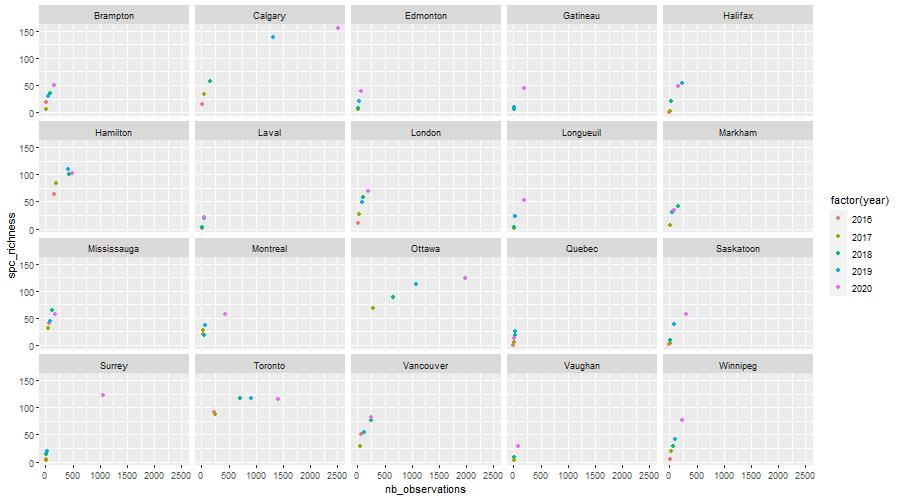 Brampton Calgary Edmonton Gatineau Halifax
150
100
50
0
Hamilton Laval London Longueuil Markham
150
100
50
0
Mississauga Montreal Ottawa Quebec Saskatoon
150
100
50
0
Surrey Toronto Vancouver Vaughan Winnipeg
150
100
50
0
0 500 1000 1500 2000 2500 0 500 1000 1500 2000 2500 0 500 1000 1500 2000 2500 0 500 1000 1500 2000 2500 0 500 1000 1500 2000 2500
nb_observations
spc_richness
factor(year)
2016
2017
2018
2019
2020